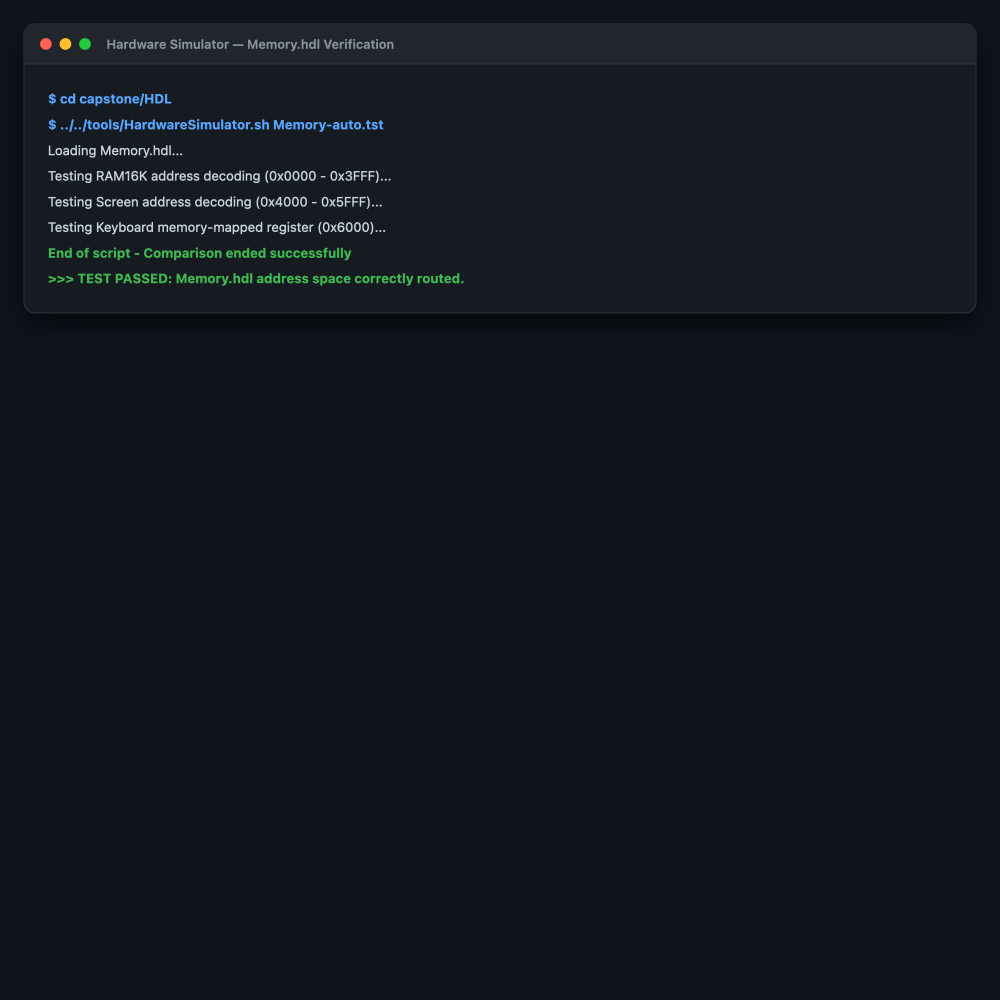 Hardware Simulator — Memory.hdl Verification
$ cd capstone/HDL
$ ../../tools/HardwareSimulator.sh Memory-auto.tst
Loading Memory.hdl...
Testing RAM16K address decoding (0x0000 - 0x3FFF)...
Testing Screen address decoding (0x4000 - 0x5FFF)...
Testing Keyboard memory-mapped register (0x6000)...
End of script - Comparison ended successfully
>>> TEST PASSED: Memory.hdl address space correctly routed.